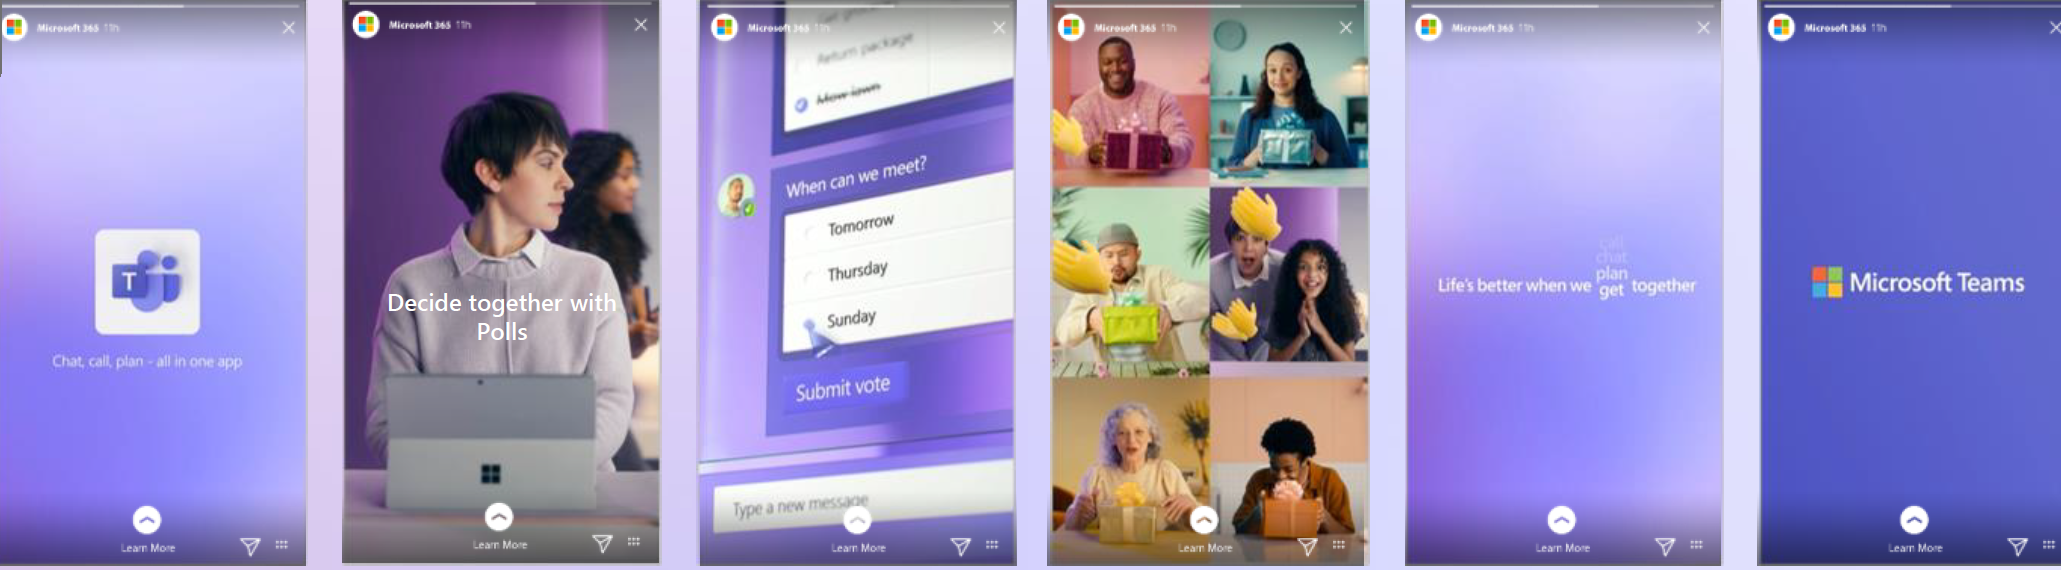 Microsoft 365 11h
T
Chat, call, plan - all in one app
Learn More
Microsoft 365 11h
Decide together with
Polls
Learn More
Microsoft 365 11h
Return package
Mow lawn
When can we meet?
Tomorrow
Thursday
Sunday
Submit vote
Type a new message
Learn More
Microsoft 365 11h
Learn More
Microsoft 365 11h
call
chat
plan
Life's better when we get together
Learn More
Microsoft 365 11h
Microsoft Teams
Learn More